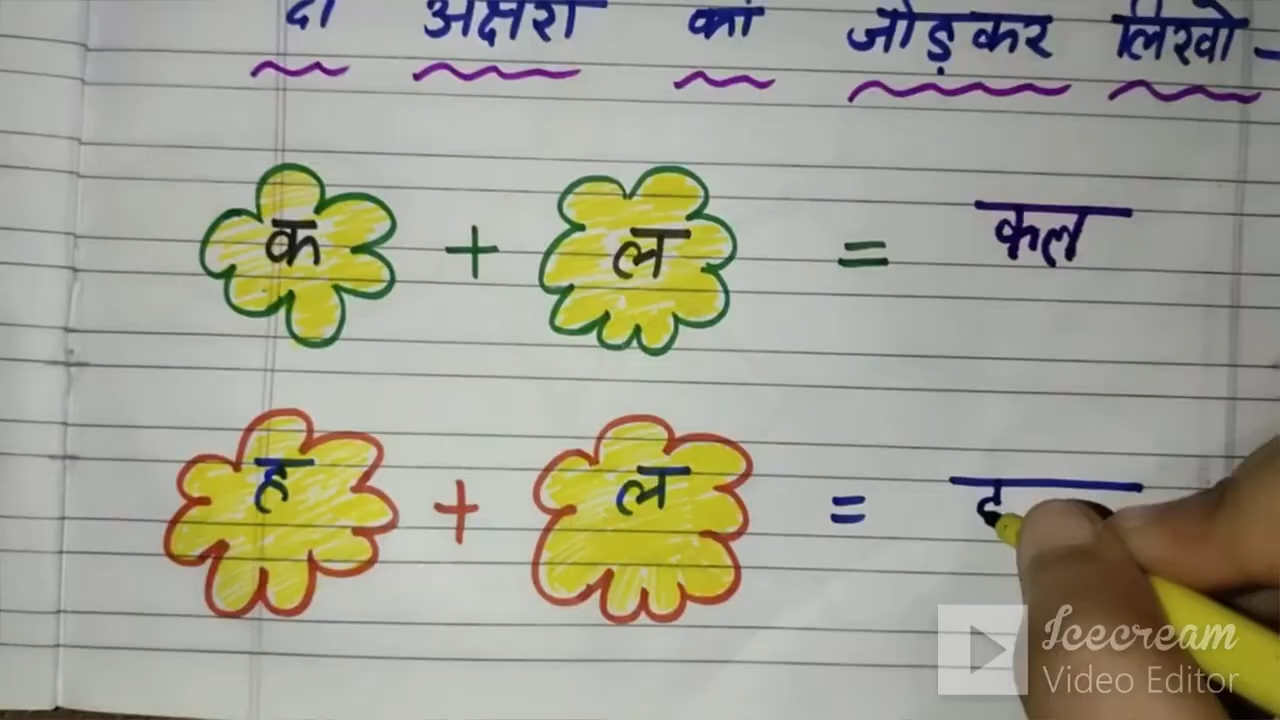 दो अक्षरों को जोड़कर लिखो-
क + ल = कल
ह + ल = ह
Icecream
Video Editor